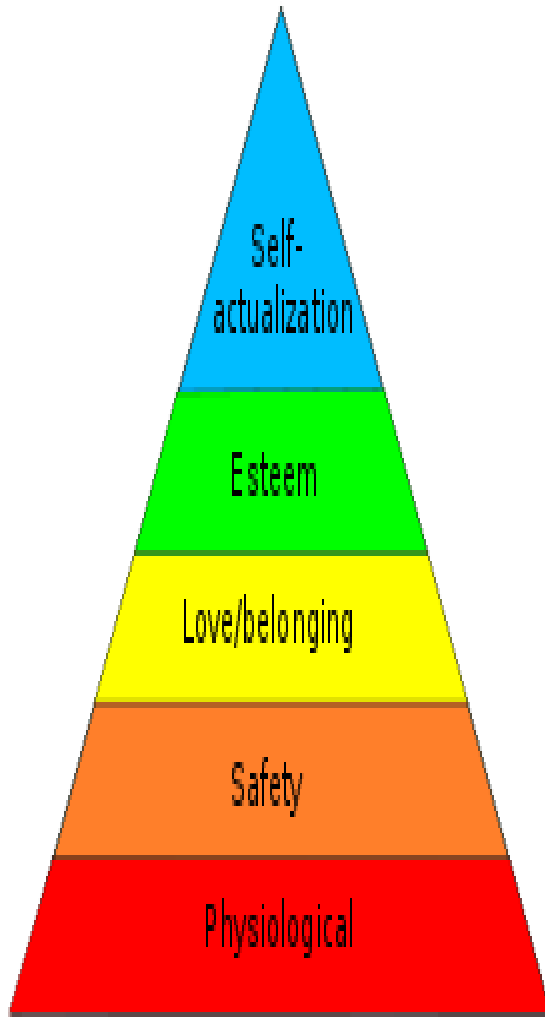 Self-
actualization
Esteem
Love/belonging
Safety
Physiological